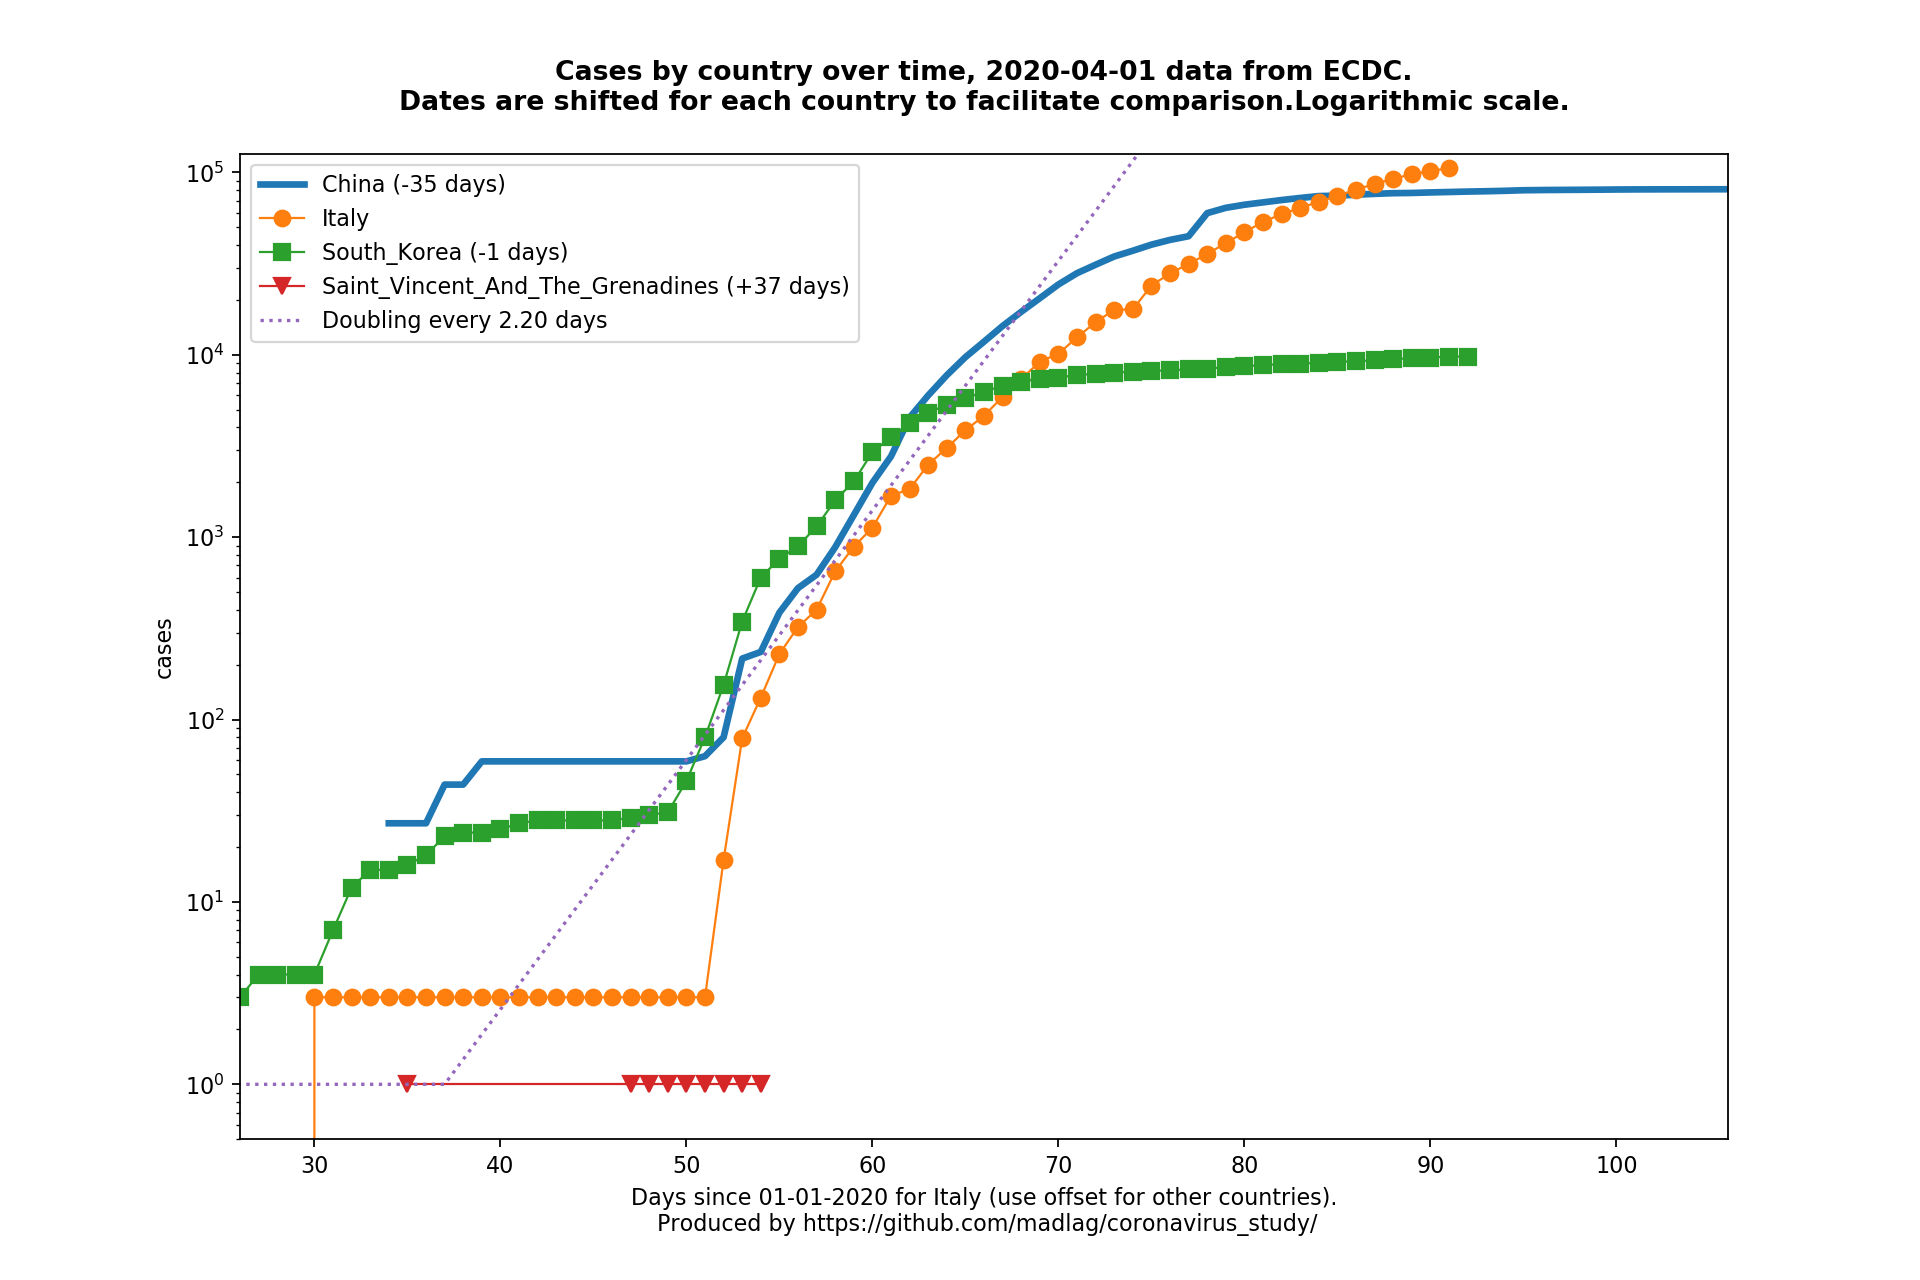 Cases by country over time, 2020-04-01 data from ECDC.
Dates are shifted for each country to facilitate comparison.Logarithmic scale.
10^5
10^4
10^3
10^2
10^1
10^0
cases
China (-35 days)
Italy
South_Korea (-1 days)
Saint_Vincent_And_The_Grenadines (+37 days)
Doubling every 2.20 days
30 40 50 60 70 80 90 100
Days since 01-01-2020 for Italy (use offset for other countries).
Produced by https://github.com/madlag/coronavirus_study/